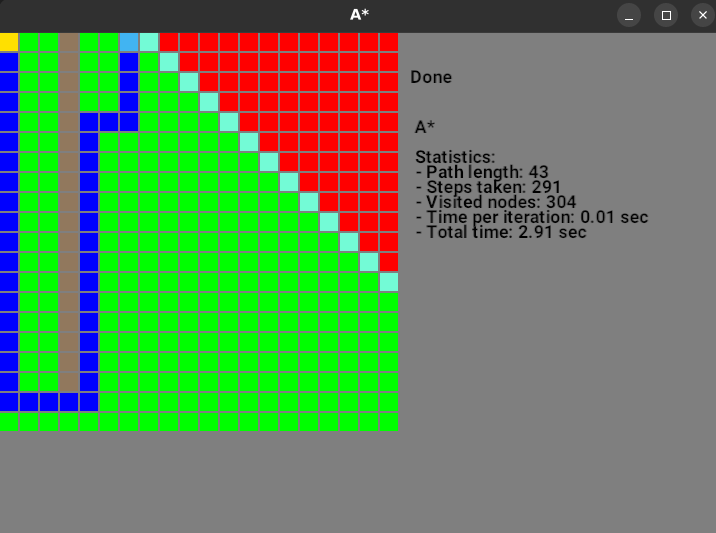 A*
Done
A*
Statistics:
- Path length: 43
- Steps taken: 291
- Visited nodes: 304
- Time per iteration: 0.01 sec
- Total time: 2.91 sec